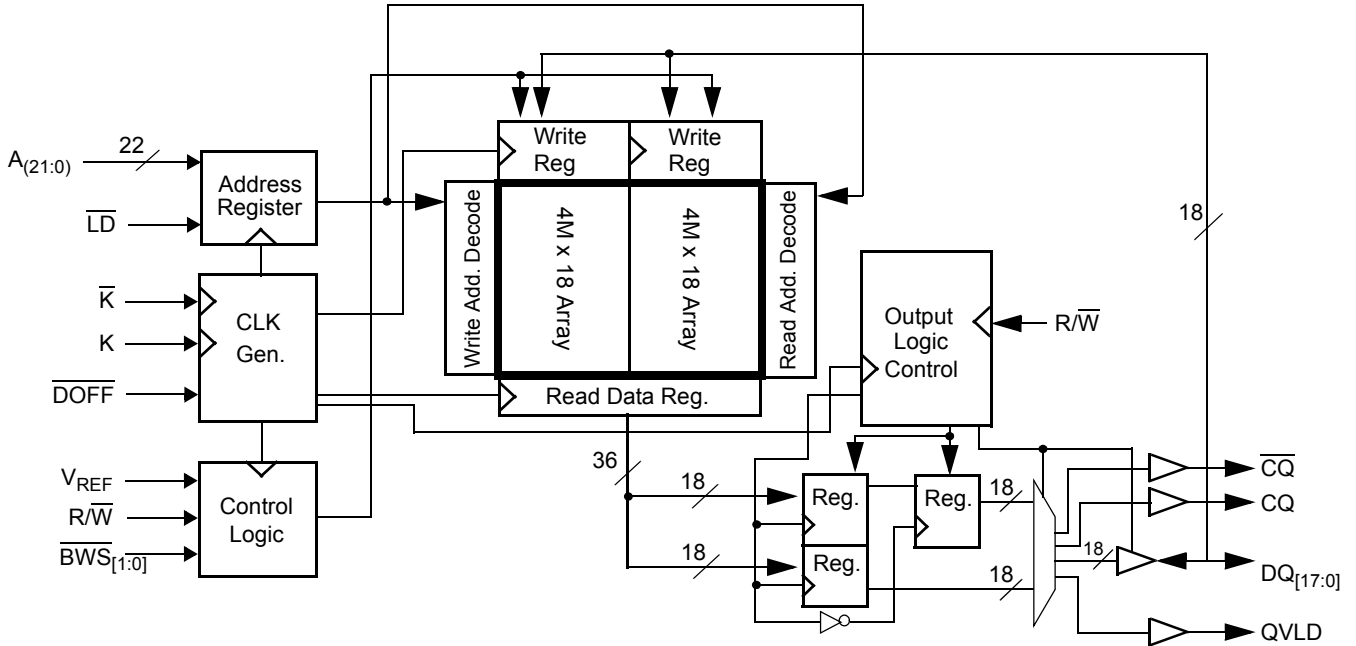 18
Write
Reg
Write
Reg
22
A(21:0)
Address
Register
LD
Write Add. Decode
4M x 18 Array
4M x 18 Array
Read Add. Decode
18
K
K
CLK
Gen.
DOFF
Output
Logic
Control
R/W
Read Data Reg.
VREF
R/W
BWS[1:0]
Control
Logic
36
18
18
Reg.
Reg.
Reg.
18
18
18
CQ
CQ
DQ[17:0]
QVLD